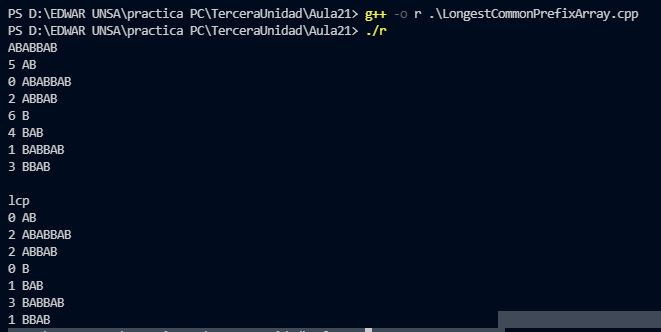 PS D:\EDWAR UNSA\practica PC\TerceraUnidad\Aula21> g++ -o r .\LongestCommonPrefixArray.cpp
PS D:\EDWAR UNSA\practica PC\TerceraUnidad\Aula21> ./r
ABABBAB
5 AB
0 ABABBAB
2 ABBAB
6 B
4 BAB
1 BABBAB
3 BBAB
lcp
0 AB
2 ABABBAB
2 ABBAB
0 B
1 BAB
3 BABBAB
1 BBAB